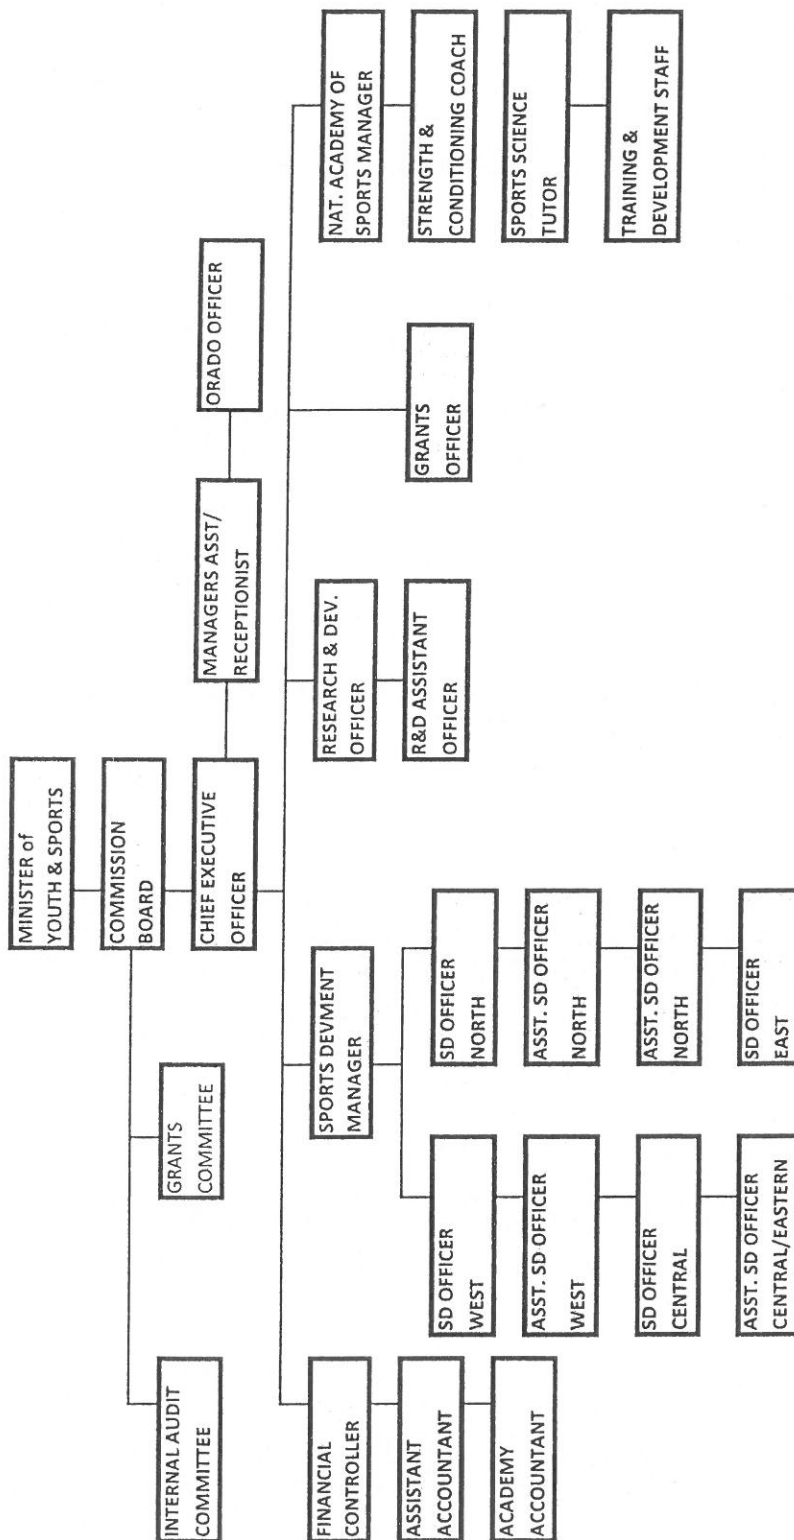 MINISTER of
YOUTH & SPORTS
COMMISSION
BOARD
INTERNAL AUDIT
COMMITTEE
GRANTS
COMMITTEE
CHIEF EXECUTIVE
OFFICER
MANAGERS ASST/
RECEPTIONIST
ORADO OFFICER
FINANCIAL
CONTROLLER
ASSISTANT
ACCOUNTANT
ACADEMY
ACCOUNTANT
SPORTS DEVMENT
MANAGER
SD OFFICER
WEST
ASST. SD OFFICER
WEST
SD OFFICER
CENTRAL
ASST. SD OFFICER
CENTRAL/EASTERN
SD OFFICER
NORTH
ASST. SD OFFICER
NORTH
ASST. SD OFFICER
NORTH
SD OFFICER
EAST
RESEARCH & DEV.
OFFICER
R&D ASSISTANT
OFFICER
GRANTS
OFFICER
NAT. ACADEMY OF
SPORTS MANAGER
STRENGTH &
CONDITIONING COACH
SPORTS SCIENCE
TUTOR
TRAINING &
DEVELOPMENT STAFF